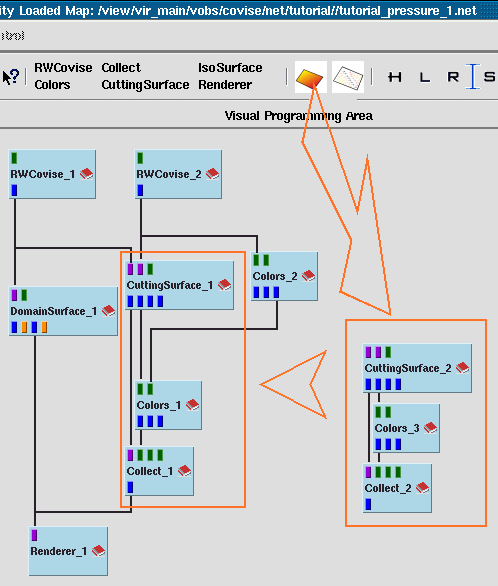 ity Loaded Map: /view/vir_main/vobs/covise/net/tutorial//tutorial_pressure_1.net
ntrol
?
RWCovise Collect IsoSurface
Colors CuttingSurface Renderer
H L R I S
Visual Programming Area
RWCovise_1
RWCovise_2
CuttingSurface_1
Colors_2
DomainSurface_1
CuttingSurface_2
Colors_1
Colors_3
Collect_1
Collect_2
Renderer_1